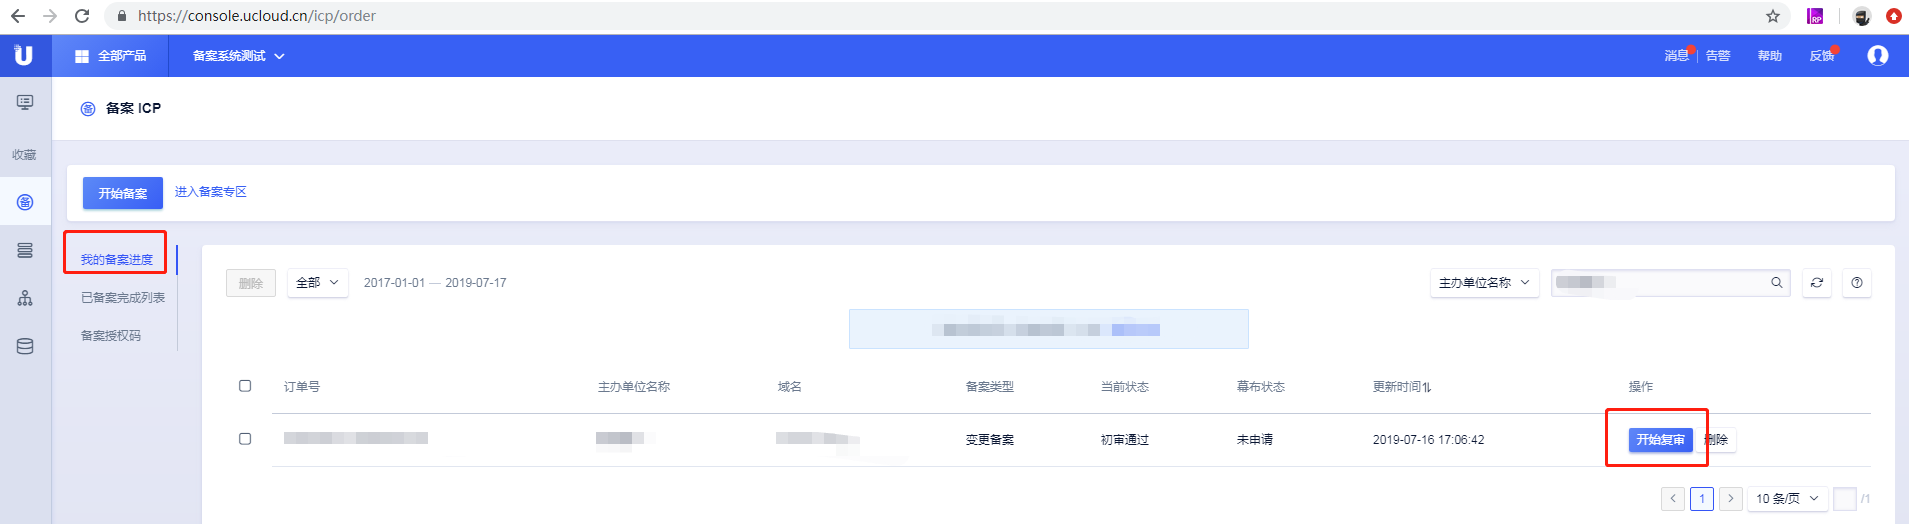 https://console.ucloud.cn/icp/order
全部产品 备案系统测试 消息 告警 帮助 反馈
备案 ICP
收藏
开始备案 进入备案专区
我的备案进度
已备案完成列表
备案授权码
删除 全部 2017-01-01 — 2019-07-17 主办单位名称
订单号 主办单位名称 域名 备案类型 当前状态 幕布状态 更新时间 操作
变更备案 初审通过 未申请 2019-07-16 17:06:42 开始复审 删除
1 10 条/页 /1